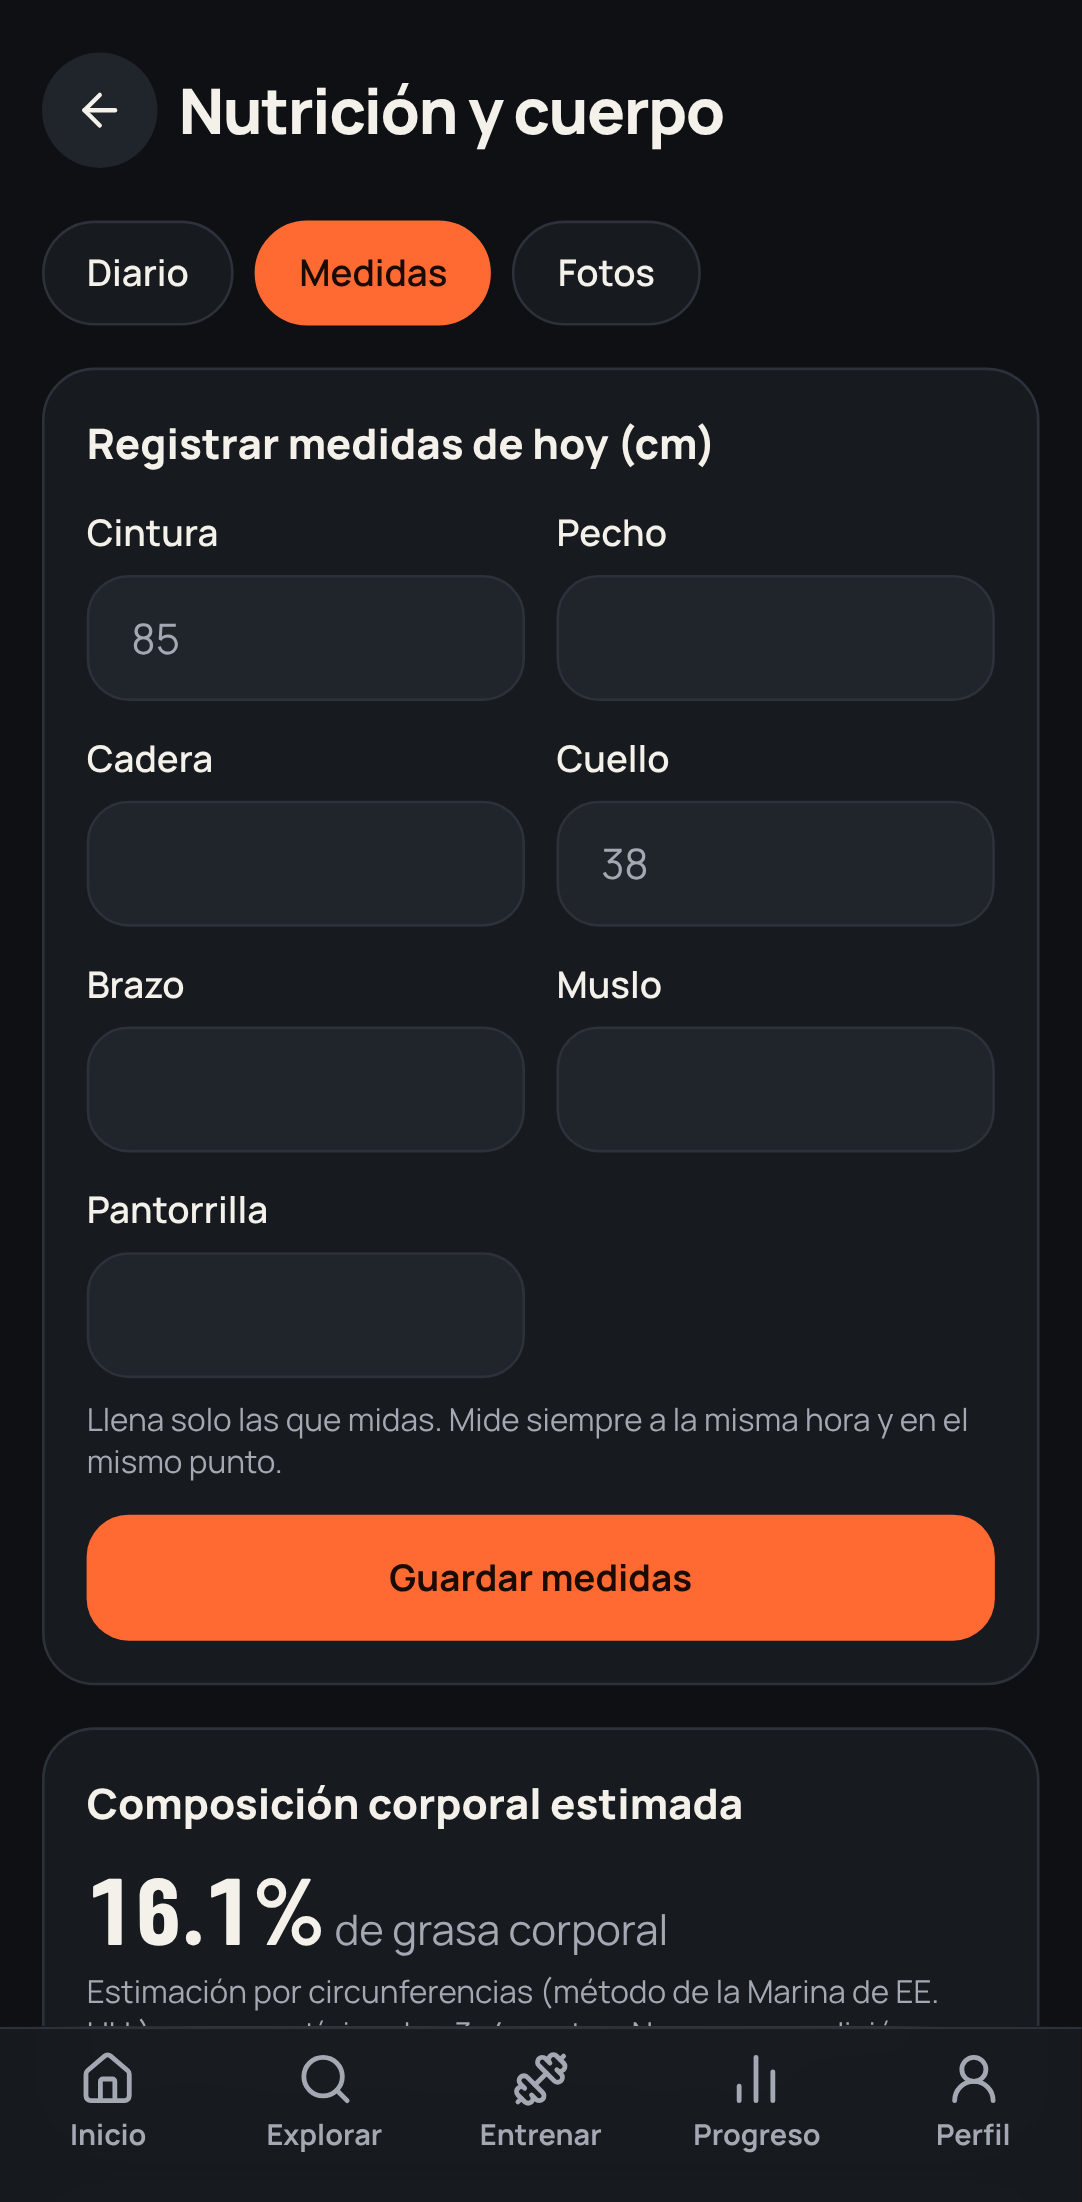 Nutrición y cuerpo
Diario
Medidas
Fotos
Registrar medidas de hoy (cm)
Cintura
Pecho
85
Cadera
Cuello
38
Brazo
Muslo
Pantorrilla
Llena solo las que midas. Mide siempre a la misma hora y en el
mismo punto.
Guardar medidas
Composición corporal estimada
16.1% de grasa corporal
Estimación por circunferencias (método de la Marina de EE.
Inicio
Explorar
Entrenar
Progreso
Perfil